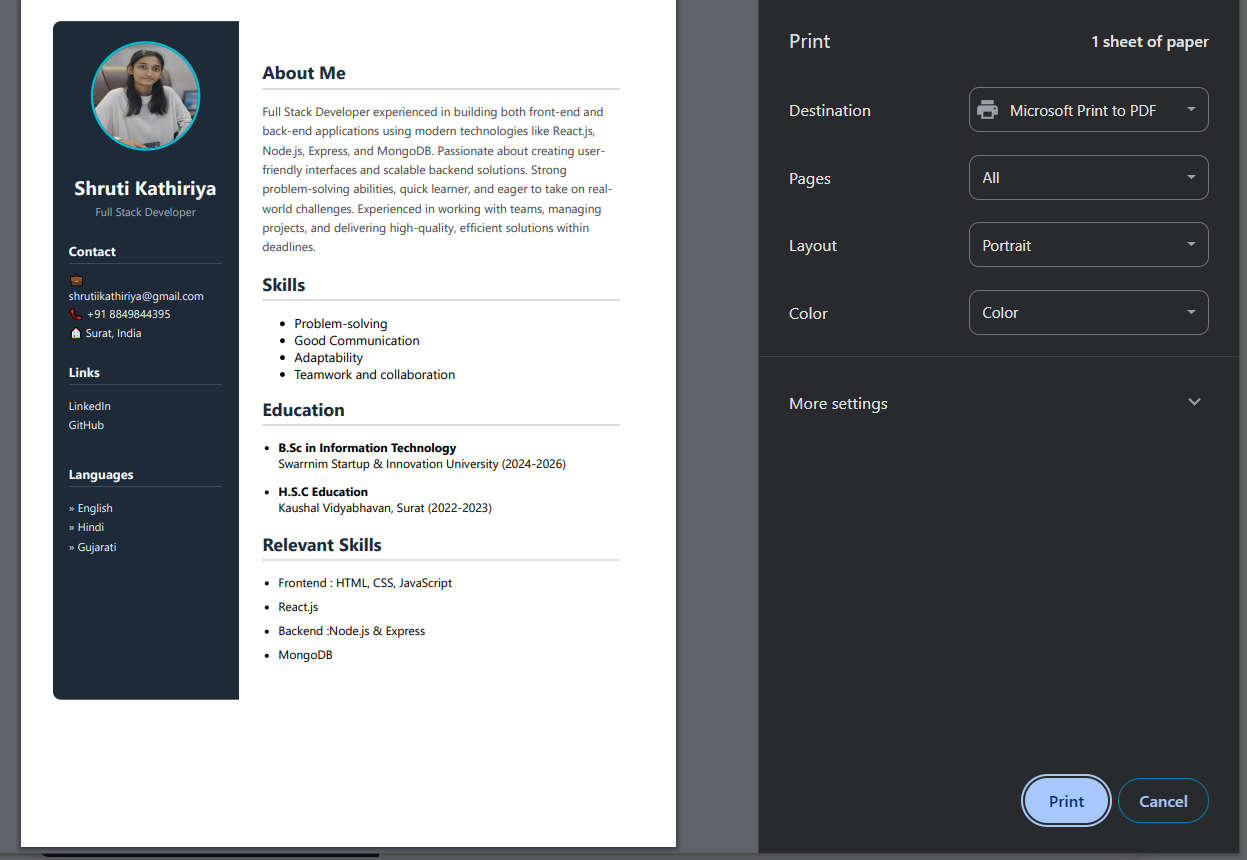 Shruti Kathiriya
Full Stack Developer
Contact
shrutiikathiriya@gmail.com
+91 8849844395
Surat, India
Links
LinkedIn
GitHub
Languages
» English
» Hindi
» Gujarati
About Me
Full Stack Developer experienced in building both front-end and
back-end applications using modern technologies like React.js,
Node.js, Express, and MongoDB. Passionate about creating user-
friendly interfaces and scalable backend solutions. Strong
problem-solving abilities, quick learner, and eager to take on real-
world challenges. Experienced in working with teams, managing
projects, and delivering high-quality, efficient solutions within
deadlines.
Skills
• Problem-solving
• Good Communication
• Adaptability
• Teamwork and collaboration
Education
• B.Sc in Information Technology
Swarrnim Startup & Innovation University (2024-2026)
• H.S.C Education
Kaushal Vidyabhavan, Surat (2022-2023)
Relevant Skills
• Frontend : HTML, CSS, JavaScript
• React.js
• Backend :Node.js & Express
• MongoDB
Print
1 sheet of paper
Destination
Microsoft Print to PDF
Pages
All
Layout
Portrait
Color
Color
More settings
Print
Cancel